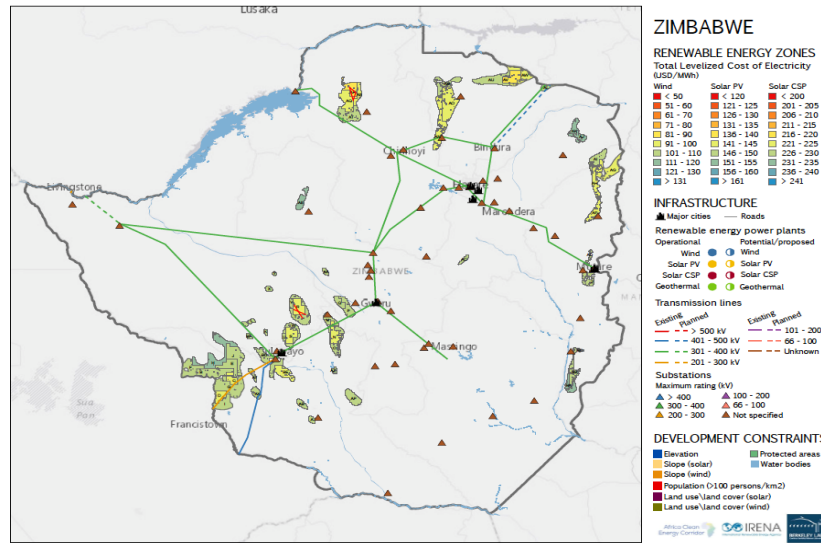 Lusaka
Livingstone
Chinhoyi
Bindura
Harare
Marondera
ZIMBABWE
Mutare
Gweru
Bulawayo
Masvingo
Francistown
Sua
Pan
ZIMBABWE
RENEWABLE ENERGY ZONES
Total Levelized Cost of Electricity
(USD/MWh)
Wind Solar PV Solar CSP
< 50 < 120 < 200
51 - 60 121 - 125 201 - 205
61 - 70 126 - 130 206 - 210
71 - 80 131 - 135 211 - 215
81 - 90 136 - 140 216 - 220
91 - 100 141 - 145 221 - 225
101 - 110 146 - 150 226 - 230
111 - 120 151 - 155 231 - 235
121 - 130 156 - 160 236 - 240
> 131 > 161 > 241
INFRASTRUCTURE
Major cities Roads
Renewable energy power plants
Operational Potential/proposed
Wind Wind
Solar PV Solar PV
Solar CSP Solar CSP
Geothermal Geothermal
Transmission lines
Existing Planned Existing Planned
> 500 kV 101 - 200
401 - 500 kV 66 - 100
301 - 400 kV Unknown
201 - 300 kV
Substations
Maximum rating (kV)
> 400 100 - 200
300 - 400 66 - 100
200 - 300 Not specified
DEVELOPMENT CONSTRAINTS
Elevation Protected areas
Slope (solar) Water bodies
Slope (wind)
Population (>100 persons/km2)
Land use\land cover (solar)
Land use\land cover (wind)
Africa Clean
Energy Corridor
IRENA
BERKELEY LAB